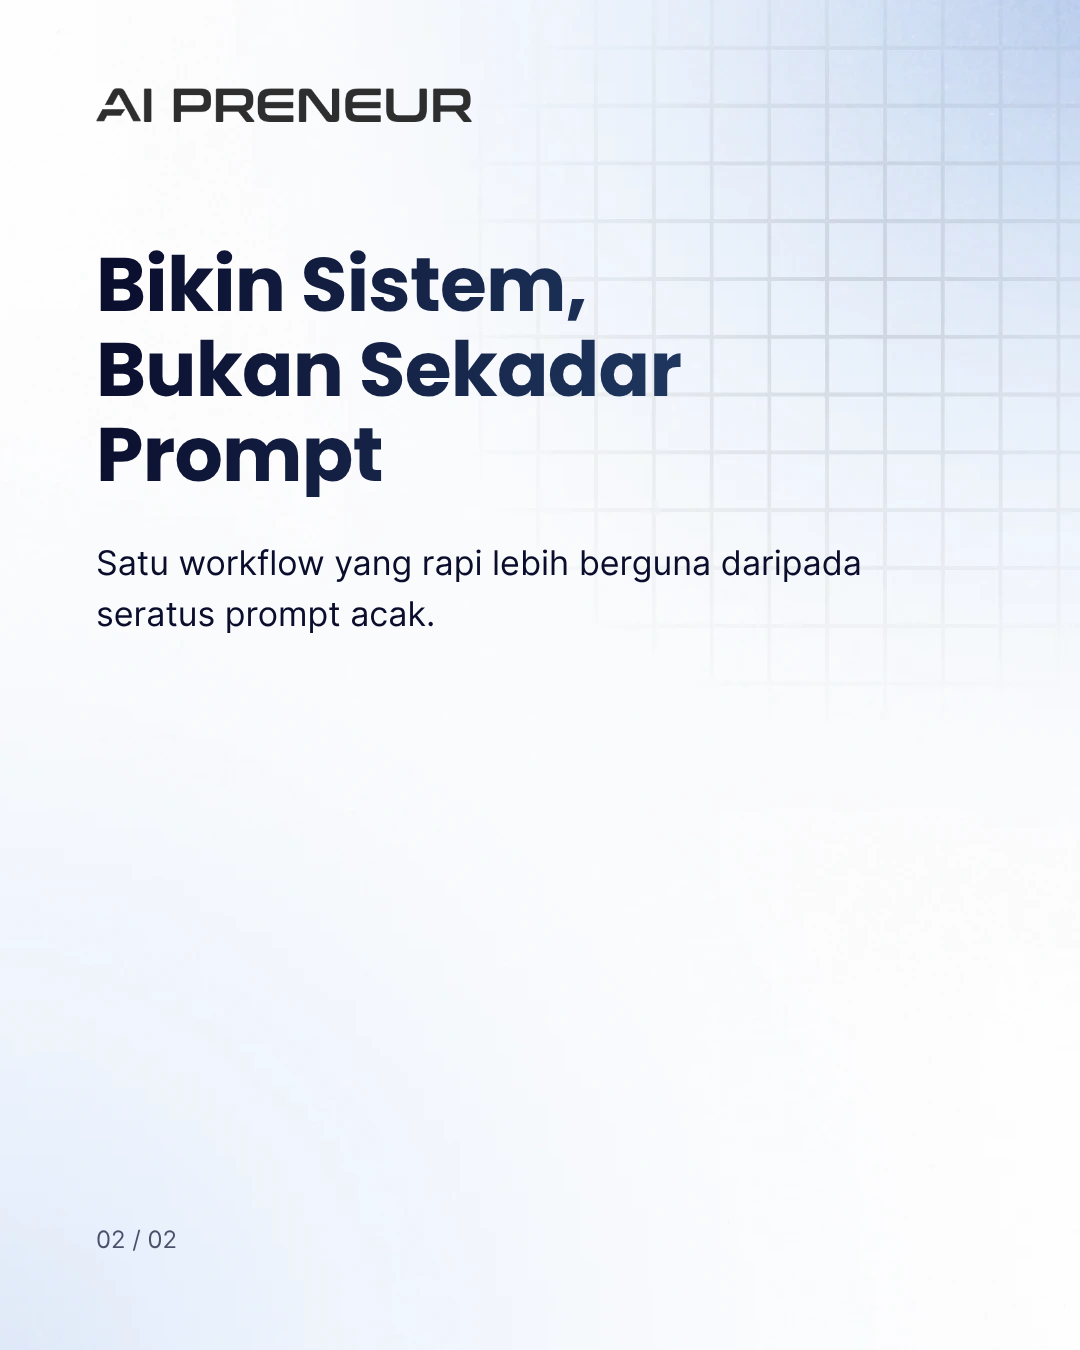 AI PRENEUR
Bikin Sistem,
Bukan Sekadar
Prompt
Satu workflow yang rapi lebih berguna daripada
seratus prompt acak.
02 / 02